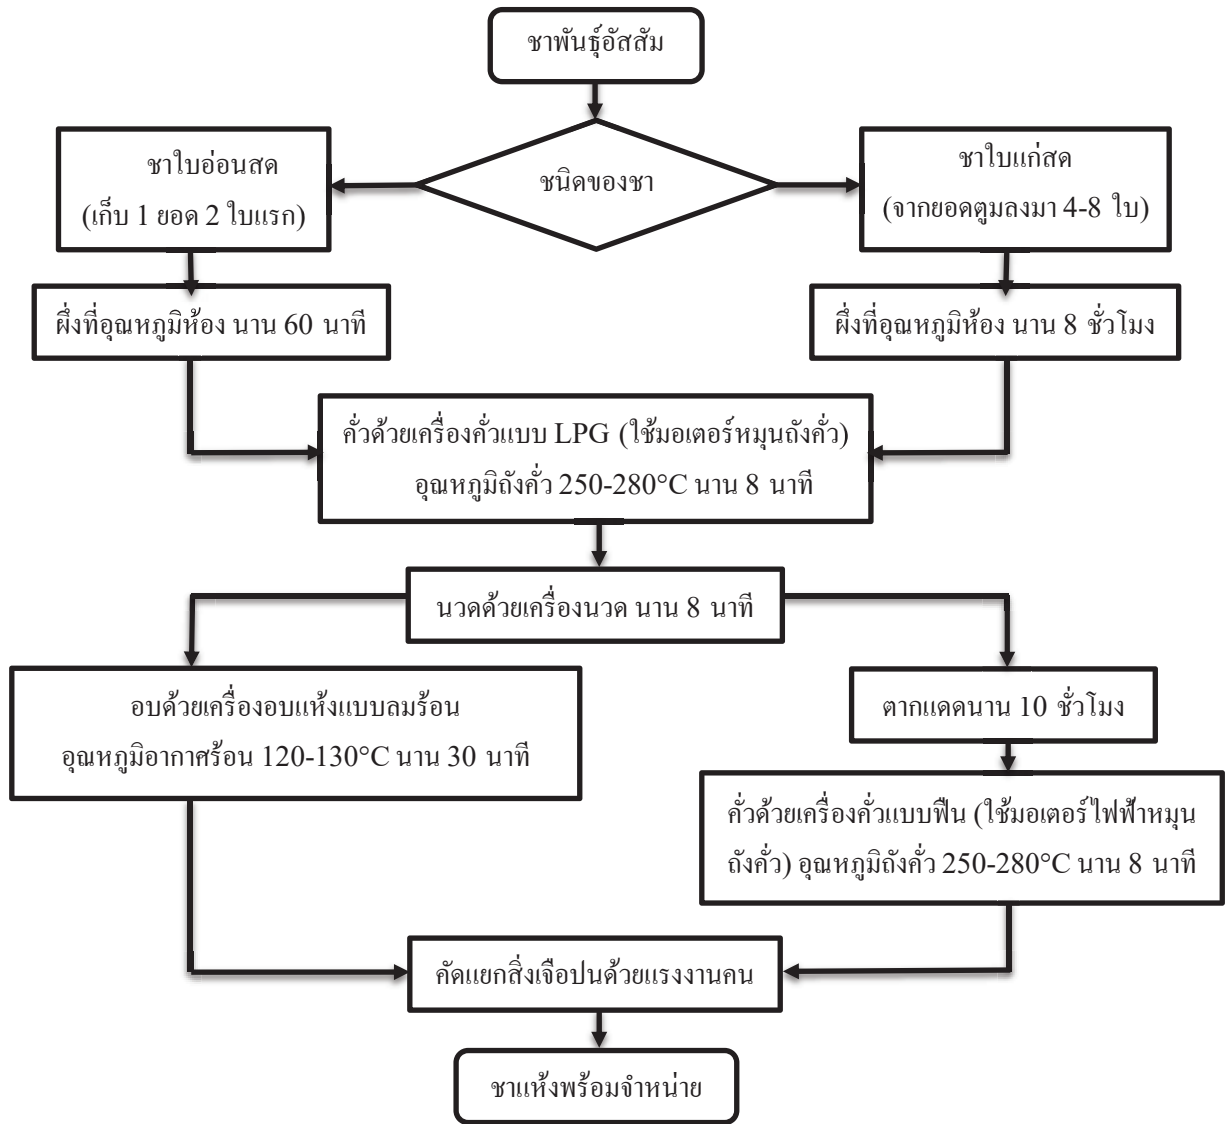 ชาพันธุ์อัสสัม
ชนิดของชา
ชาใบอ่อนสด
(เก็บ 1 ยอด 2 ใบแรก)
ชาใบแก่สด
(จากยอดตูมลงมา 4-8 ใบ)
ผึ่งที่อุณหภูมิห้อง นาน 60 นาที
ผึ่งที่อุณหภูมิห้อง นาน 8 ชั่วโมง
คั่วด้วยเครื่องคั่วแบบ LPG (ใช้มอเตอร์หมุนถังคั่ว)
อุณหภูมิถังคั่ว 250-280°C นาน 8 นาที
นวดด้วยเครื่องนวด นาน 8 นาที
อบด้วยเครื่องอบแห้งแบบลมร้อน
อุณหภูมิอากาศร้อน 120-130°C นาน 30 นาที
ตากแดดนาน 10 ชั่วโมง
คั่วด้วยเครื่องคั่วแบบฟืน (ใช้มอเตอร์ไฟฟ้าหมุน
ถังคั่ว) อุณหภูมิถังคั่ว 250-280°C นาน 8 นาที
คัดแยกสิ่งเจือปนด้วยแรงงานคน
ชาแห้งพร้อมจำหน่าย